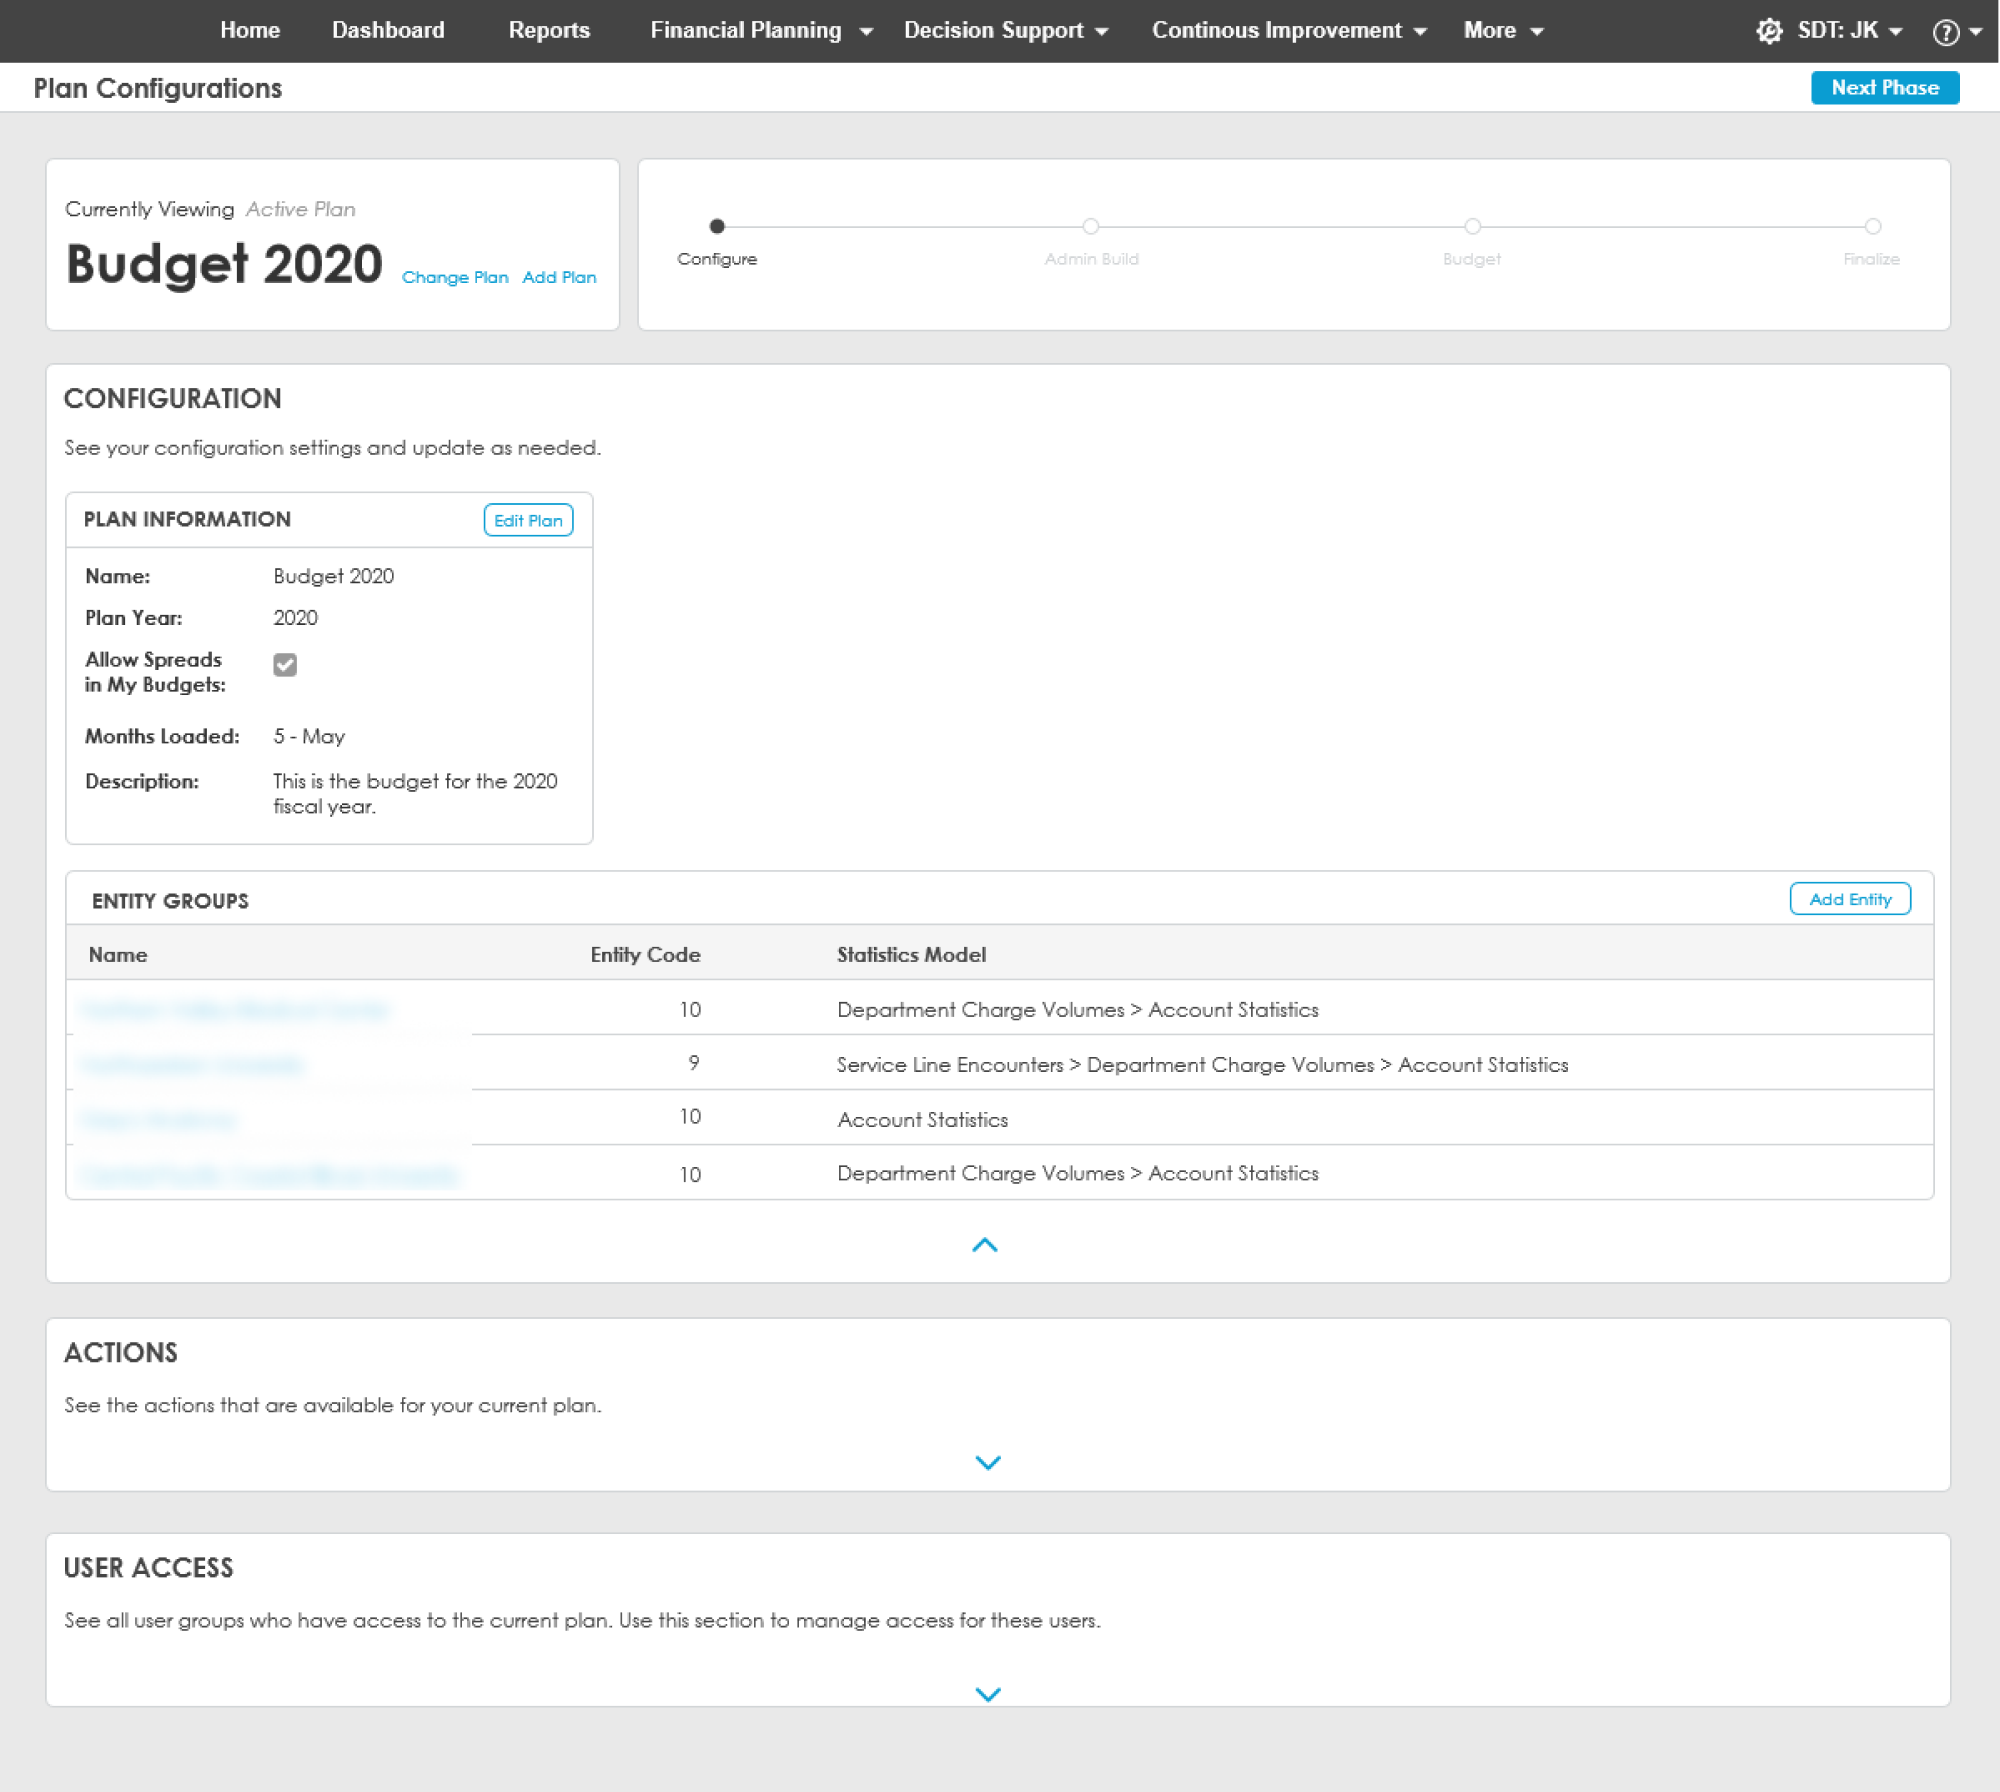 Home Dashboard Reports Financial Planning Decision Support Continous Improvement More SDT: JK ?
Plan Configurations Next Phase
Currently Viewing Active Plan
Budget 2020 Change Plan Add Plan
Configure Admin Build Budget Finalize
CONFIGURATION
See your configuration settings and update as needed.
PLAN INFORMATION Edit Plan
Name: Budget 2020
Plan Year: 2020
Allow Spreads
in My Budgets:
Months Loaded: 5 - May
Description: This is the budget for the 2020
fiscal year.
ENTITY GROUPS Add Entity
Name Entity Code Statistics Model
10 Department Charge Volumes > Account Statistics
9 Service Line Encounters > Department Charge Volumes > Account Statistics
10 Account Statistics
10 Department Charge Volumes > Account Statistics
ACTIONS
See the actions that are available for your current plan.
USER ACCESS
See all user groups who have access to the current plan. Use this section to manage access for these users.